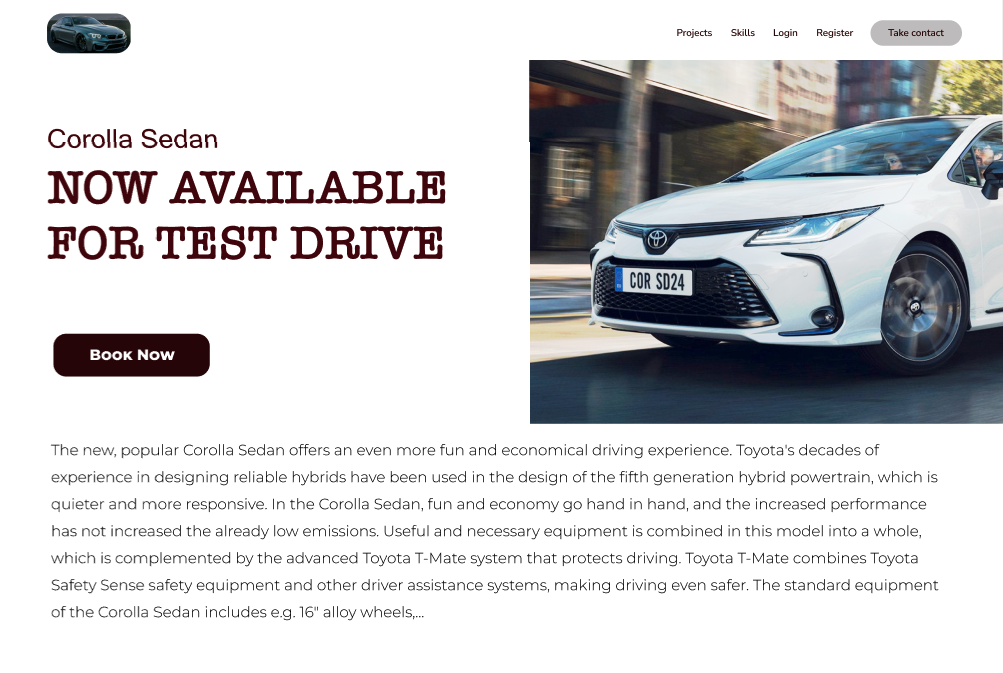 Projects Skills Login Register Take contact
Corolla Sedan
NOW AVAILABLE
FOR TEST DRIVE
COR SD24
Book Now
The new, popular Corolla Sedan offers an even more fun and economical driving experience. Toyota's decades of
experience in designing reliable hybrids have been used in the design of the fifth generation hybrid powertrain, which is
quieter and more responsive. In the Corolla Sedan, fun and economy go hand in hand, and the increased performance
has not increased the already low emissions. Useful and necessary equipment is combined in this model into a whole,
which is complemented by the advanced Toyota T-Mate system that protects driving. Toyota T-Mate combines Toyota
Safety Sense safety equipment and other driver assistance systems, making driving even safer. The standard equipment
of the Corolla Sedan includes e.g. 16" alloy wheels,...